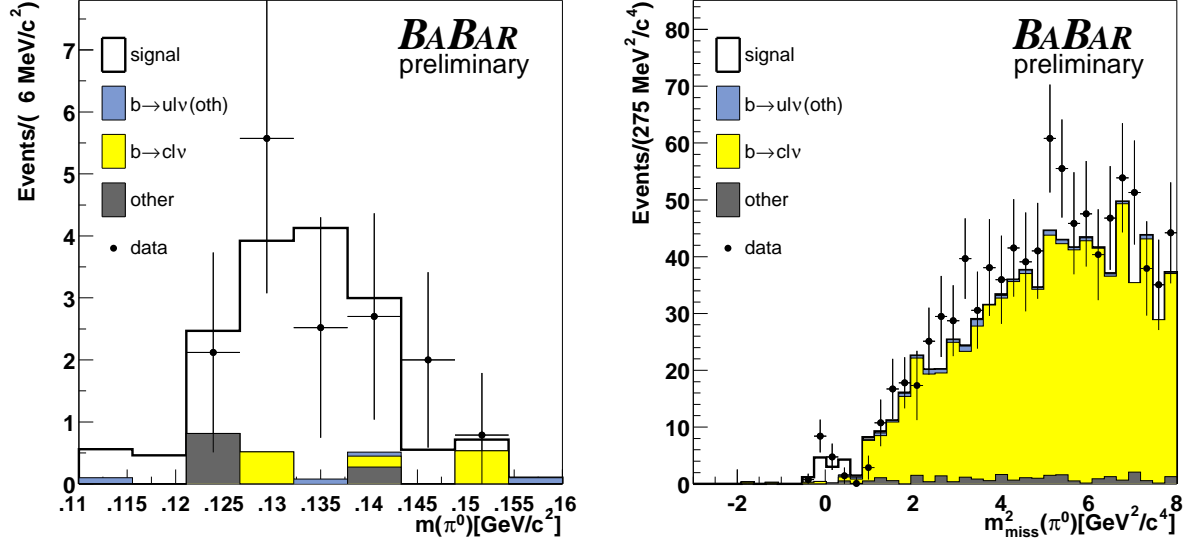 Events/( 6 MeV/c²)
7
6
5
4
3
2
1
0
BABAR
preliminary
signal
b→ulν(oth)
b→clν
other
data
.11 .115 .12 .125 .13 .135 .14 .145 .15 .155 .16
m(π⁰)[GeV/c²]
Events/(275 MeV²/c⁴)
80
70
60
50
40
30
20
10
0
BABAR
preliminary
signal
b→ulν(oth)
b→clν
other
data
-2 0 2 4 6 8
m²miss(π⁰)[GeV²/c⁴]